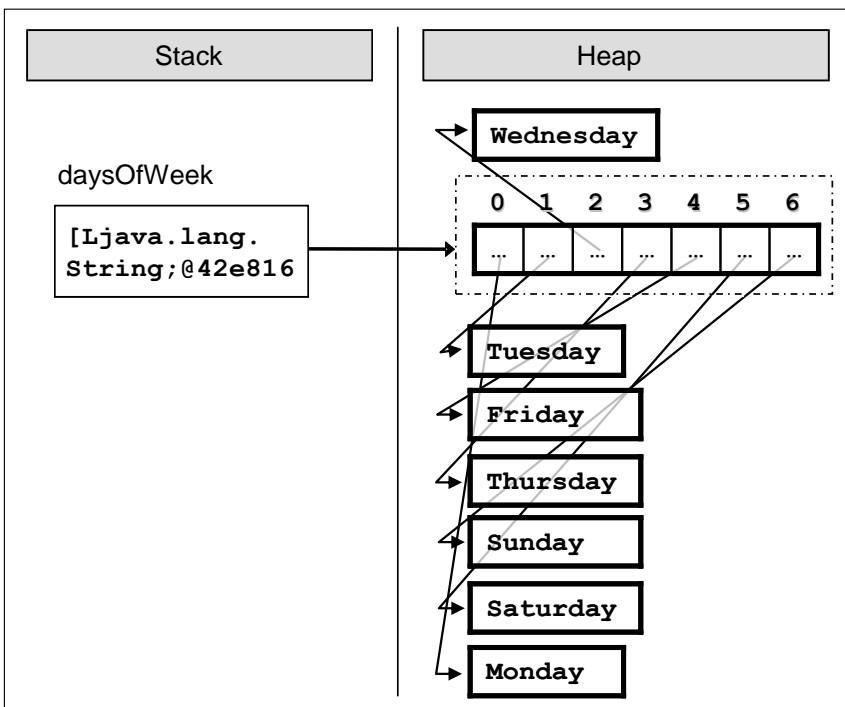 Stack
Heap
Wednesday
daysOfWeek
0 1 2 3 4 5 6
[Ljava.lang.
String;@42e816
... ... ... ... ... ... ...
Tuesday
Friday
Thursday
Sunday
Saturday
Monday